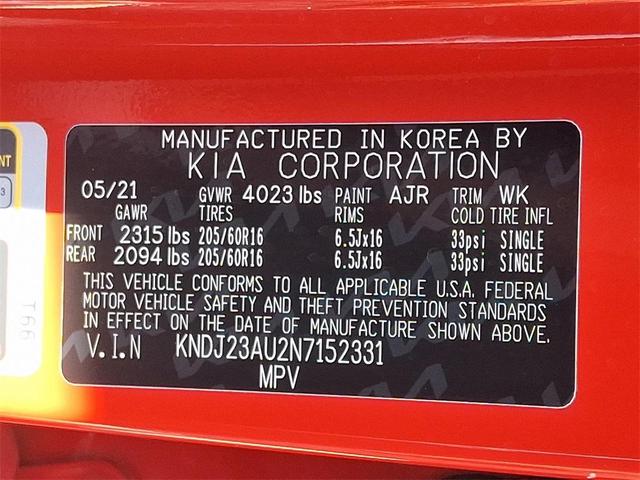 MANUFACTURED IN KOREA BY
KIA CORPORATION
05/21 GVWR 4023 lbs PAINT AJR TRIM WK
GAWR TIRES RIMS COLD TIRE INFL
FRONT 2315 lbs 205/60R16 6.5Jx16 33psi SINGLE
REAR 2094 lbs 205/60R16 6.5Jx16 33psi SINGLE
THIS VEHICLE CONFORMS TO ALL APPLICABLE U.S.A. FEDERAL
MOTOR VEHICLE SAFETY AND THEFT PREVENTION STANDARDS
IN EFFECT ON THE DATE OF MANUFACTURE SHOWN ABOVE.
V.I.N KNDJ23AU2N7152331
MPV
NT
3
T66